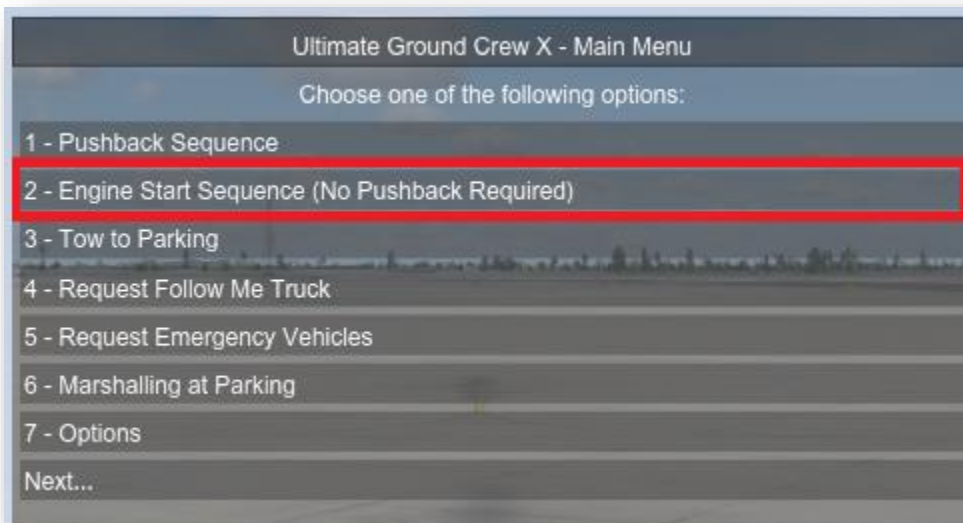 Ultimate Ground Crew X - Main Menu
Choose one of the following options:
1 - Pushback Sequence
2 - Engine Start Sequence (No Pushback Required)
3 - Tow to Parking
4 - Request Follow Me Truck
5 - Request Emergency Vehicles
6 - Marshalling at Parking
7 - Options
Next...